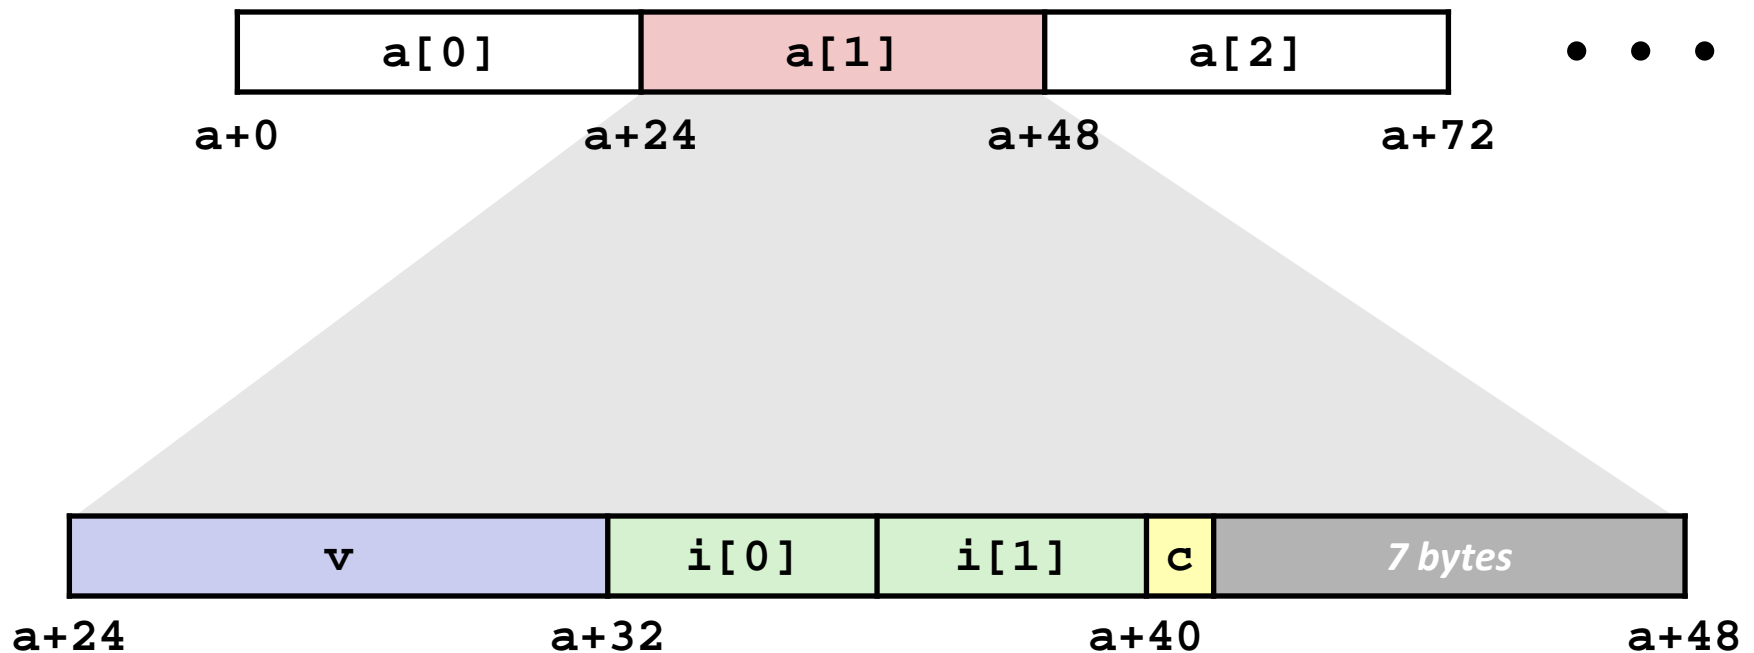 a[0] a[1] a[2] • • •
a+0 a+24 a+48 a+72
v i[0] i[1] c 7 bytes
a+24 a+32 a+40 a+48